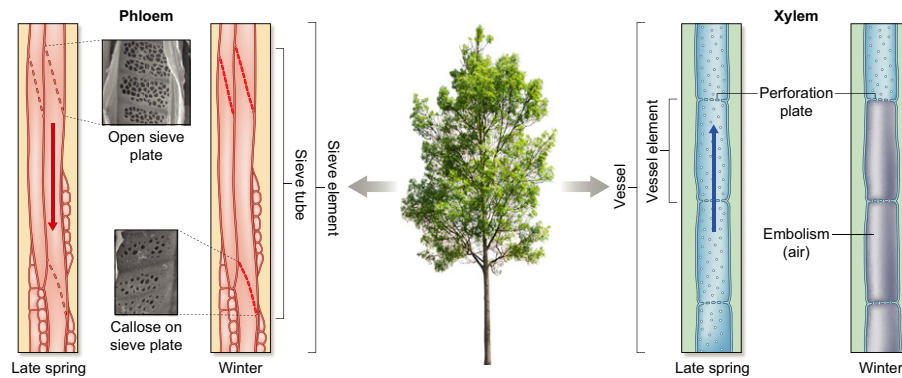 Phloem
Xylem
Open sieve
plate
Callose on
sieve plate
Sieve tube
Sieve element
Vessel
Vessel element
Perforation
plate
Embolism
(air)
Late spring
Winter
Late spring
Winter